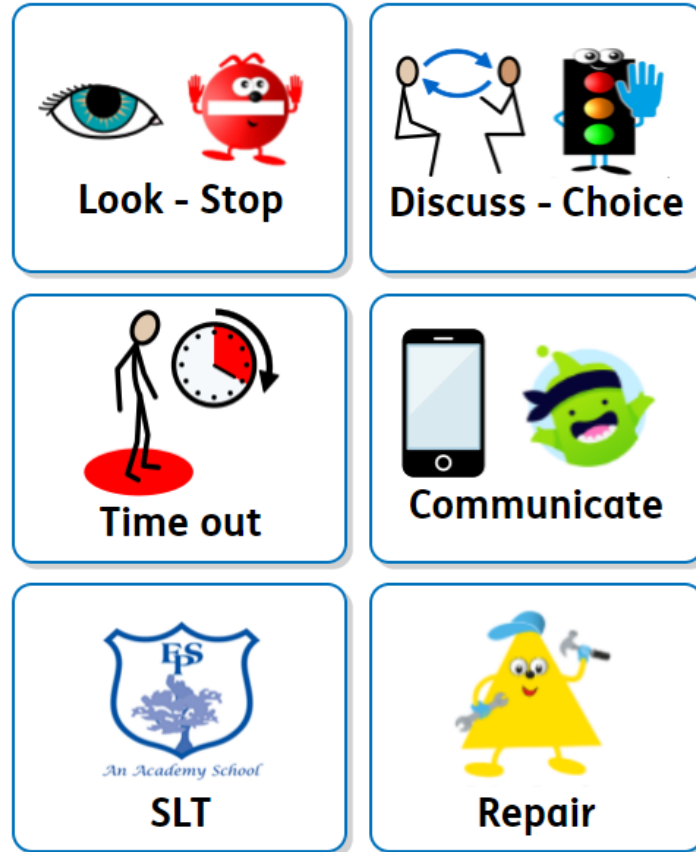 Look - Stop
Discuss - Choice
Time out
Communicate
EPS
An Academy School
SLT
Repair